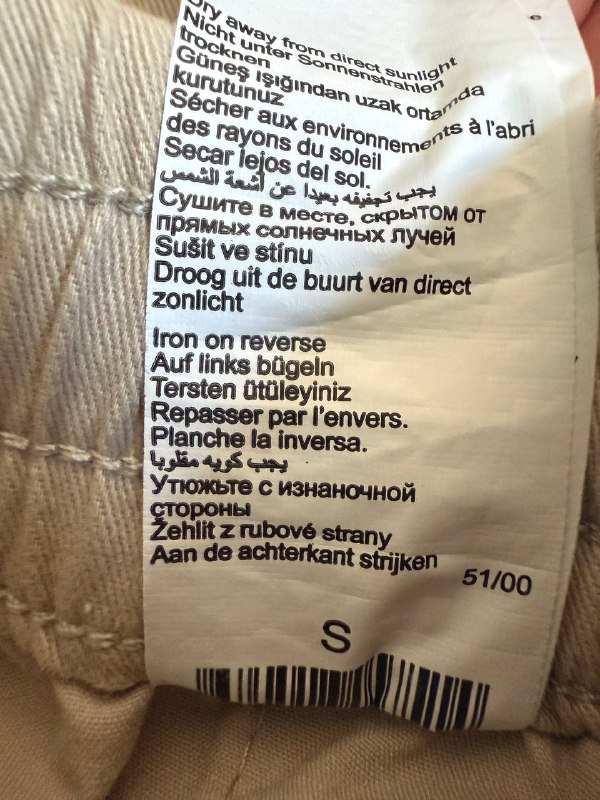 Dry away from direct sunlight
Nicht unter Sonnenstrahlen
trocknen
Güneş ışığından uzak ortamda
kurutunuz
Sécher aux environnements à l'abri
des rayons du soleil
Secar lejos del sol.
يجب تجفيفه بعيدا عن أشعة الشمس
Сушите в месте, скрытом от
прямых солнечных лучей
Sušit ve stínu
Droog uit de buurt van direct
zonlicht
Iron on reverse
Auf links bügeln
Tersten ütüleyiniz
Repasser par l'envers.
Planche la inversa.
يجب كويه مقلوبا
Утюжьте с изнаночной
стороны
Žehlit z rubové strany
Aan de achterkant strijken
51/00
S